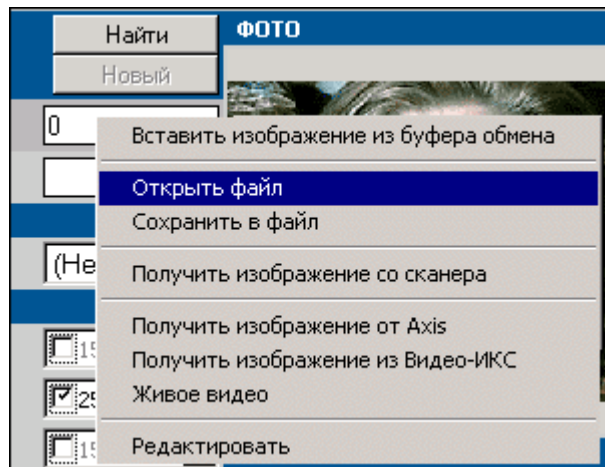 Найти
ФОТО
Новый
0
Вставить изображение из буфера обмена
Открыть файл
Сохранить в файл
(Не
Получить изображение со сканера
Получить изображение от Axis
Получить изображение из Видео-ИКС
Живое видео
Редактировать